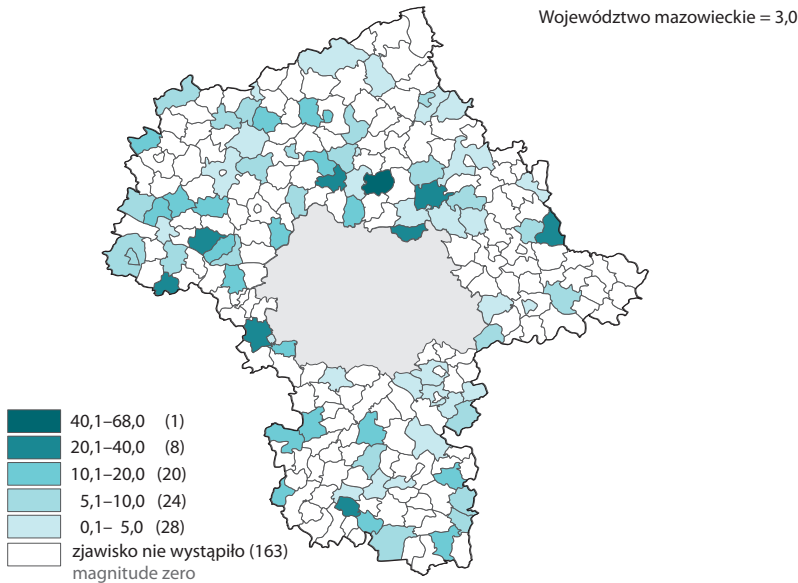 Województwo mazowieckie = 3,0
40,1–68,0 (1)
20,1–40,0 (8)
10,1–20,0 (20)
5,1–10,0 (24)
0,1– 5,0 (28)
zjawisko nie wystąpiło (163)
magnitude zero